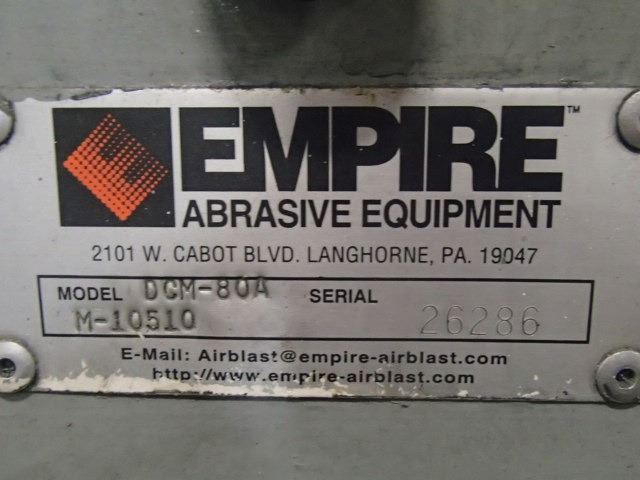 EMPIRE™
ABRASIVE EQUIPMENT
2101 W. CABOT BLVD. LANGHORNE, PA. 19047
MODEL DCM-80A SERIAL
M-10510 26286
E-Mail: Airblast@empire-airblast.com
http://www.empire-airblast.com